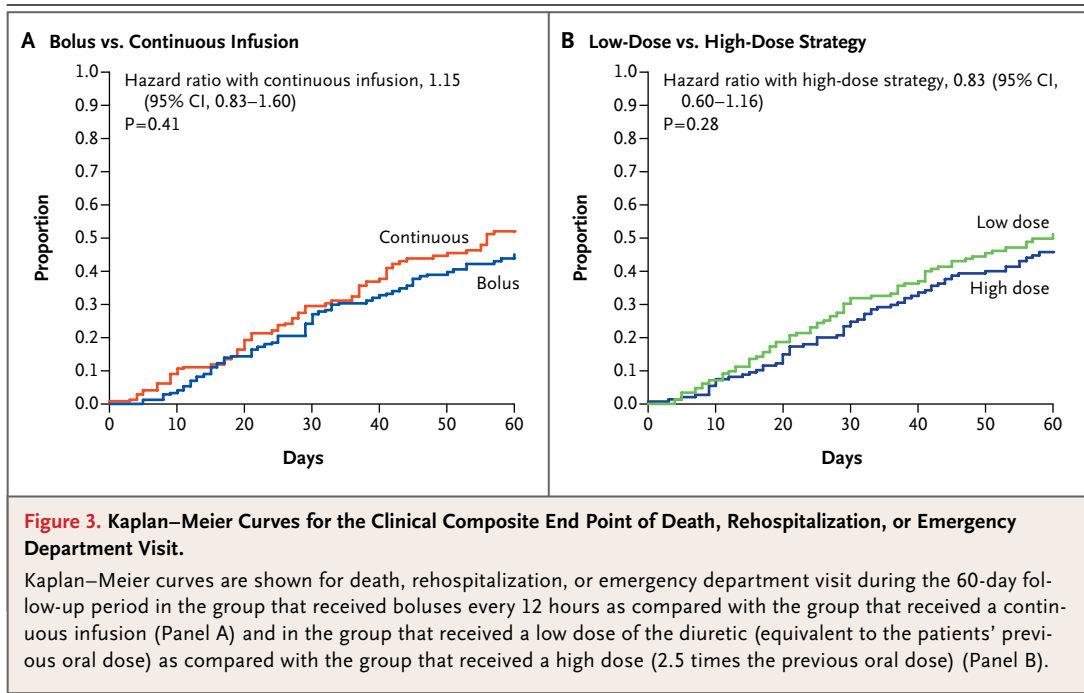 A Bolus vs. Continuous Infusion
Hazard ratio with continuous infusion, 1.15
(95% CI, 0.83–1.60)
P=0.41
Proportion
1.0
0.9
0.8
0.7
0.6
0.5
0.4
0.3
0.2
0.1
0.0
Continuous
Bolus
0 10 20 30 40 50 60
Days
B Low-Dose vs. High-Dose Strategy
Hazard ratio with high-dose strategy, 0.83 (95% CI,
0.60–1.16)
P=0.28
Proportion
1.0
0.9
0.8
0.7
0.6
0.5
0.4
0.3
0.2
0.1
0.0
Low dose
High dose
0 10 20 30 40 50 60
Days
Figure 3. Kaplan–Meier Curves for the Clinical Composite End Point of Death, Rehospitalization, or Emergency
Department Visit.
Kaplan–Meier curves are shown for death, rehospitalization, or emergency department visit during the 60-day fol-
low-up period in the group that received boluses every 12 hours as compared with the group that received a contin-
uous infusion (Panel A) and in the group that received a low dose of the diuretic (equivalent to the patients' previ-
ous oral dose) as compared with the group that received a high dose (2.5 times the previous oral dose) (Panel B).